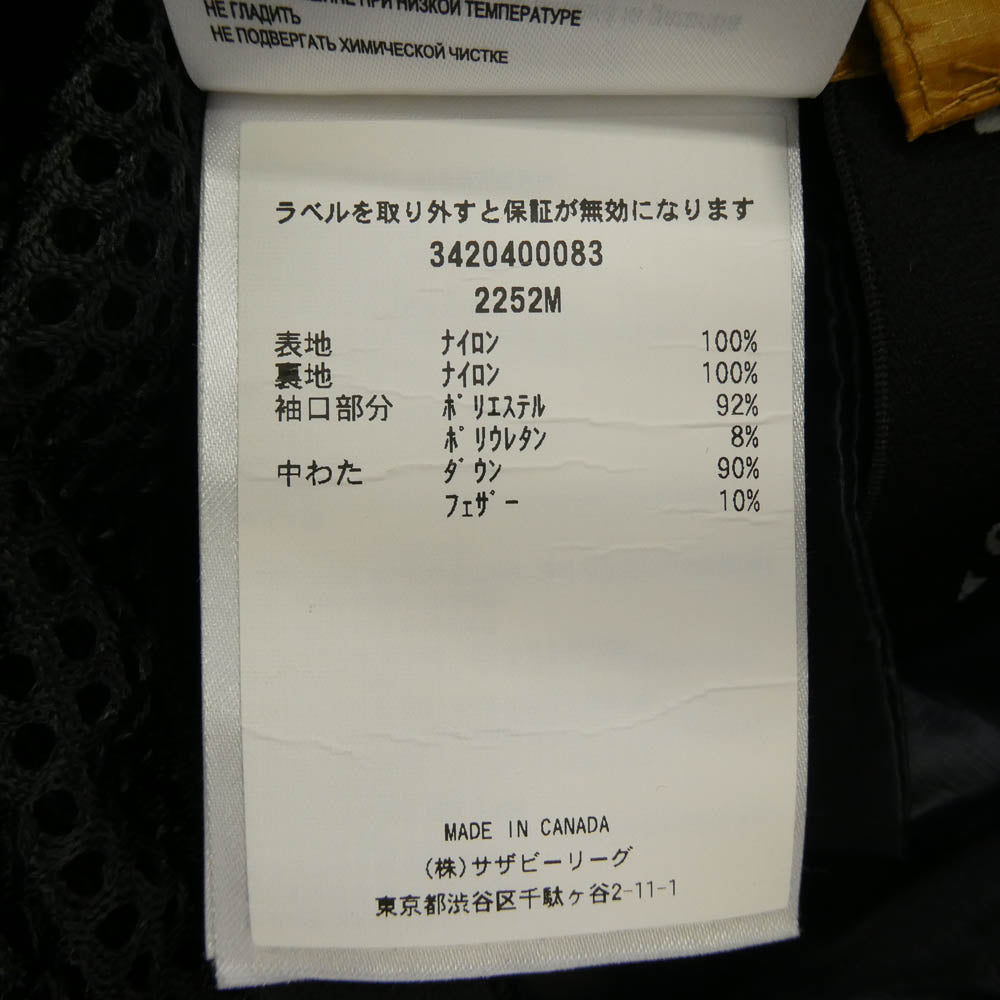 ПРИ НИЗКОЙ ТЕМПЕРАТУРЕ
НЕ ГЛАДИТЬ
НЕ ПОДВЕРГАТЬ ХИМИЧЕСКОЙ ЧИСТКЕ
ラベルを取り外すと保証が無効になります
3420400083
2252M
表地 ﾅｲﾛﾝ 100%
裏地 ﾅｲﾛﾝ 100%
袖口部分 ﾎﾟﾘｴｽﾃﾙ 92%
ﾎﾟﾘｳﾚﾀﾝ 8%
中わた ﾀﾞｳﾝ 90%
ﾌｪｻﾞｰ 10%
MADE IN CANADA
(株)サザビーリーグ
東京都渋谷区千駄ヶ谷2-11-1